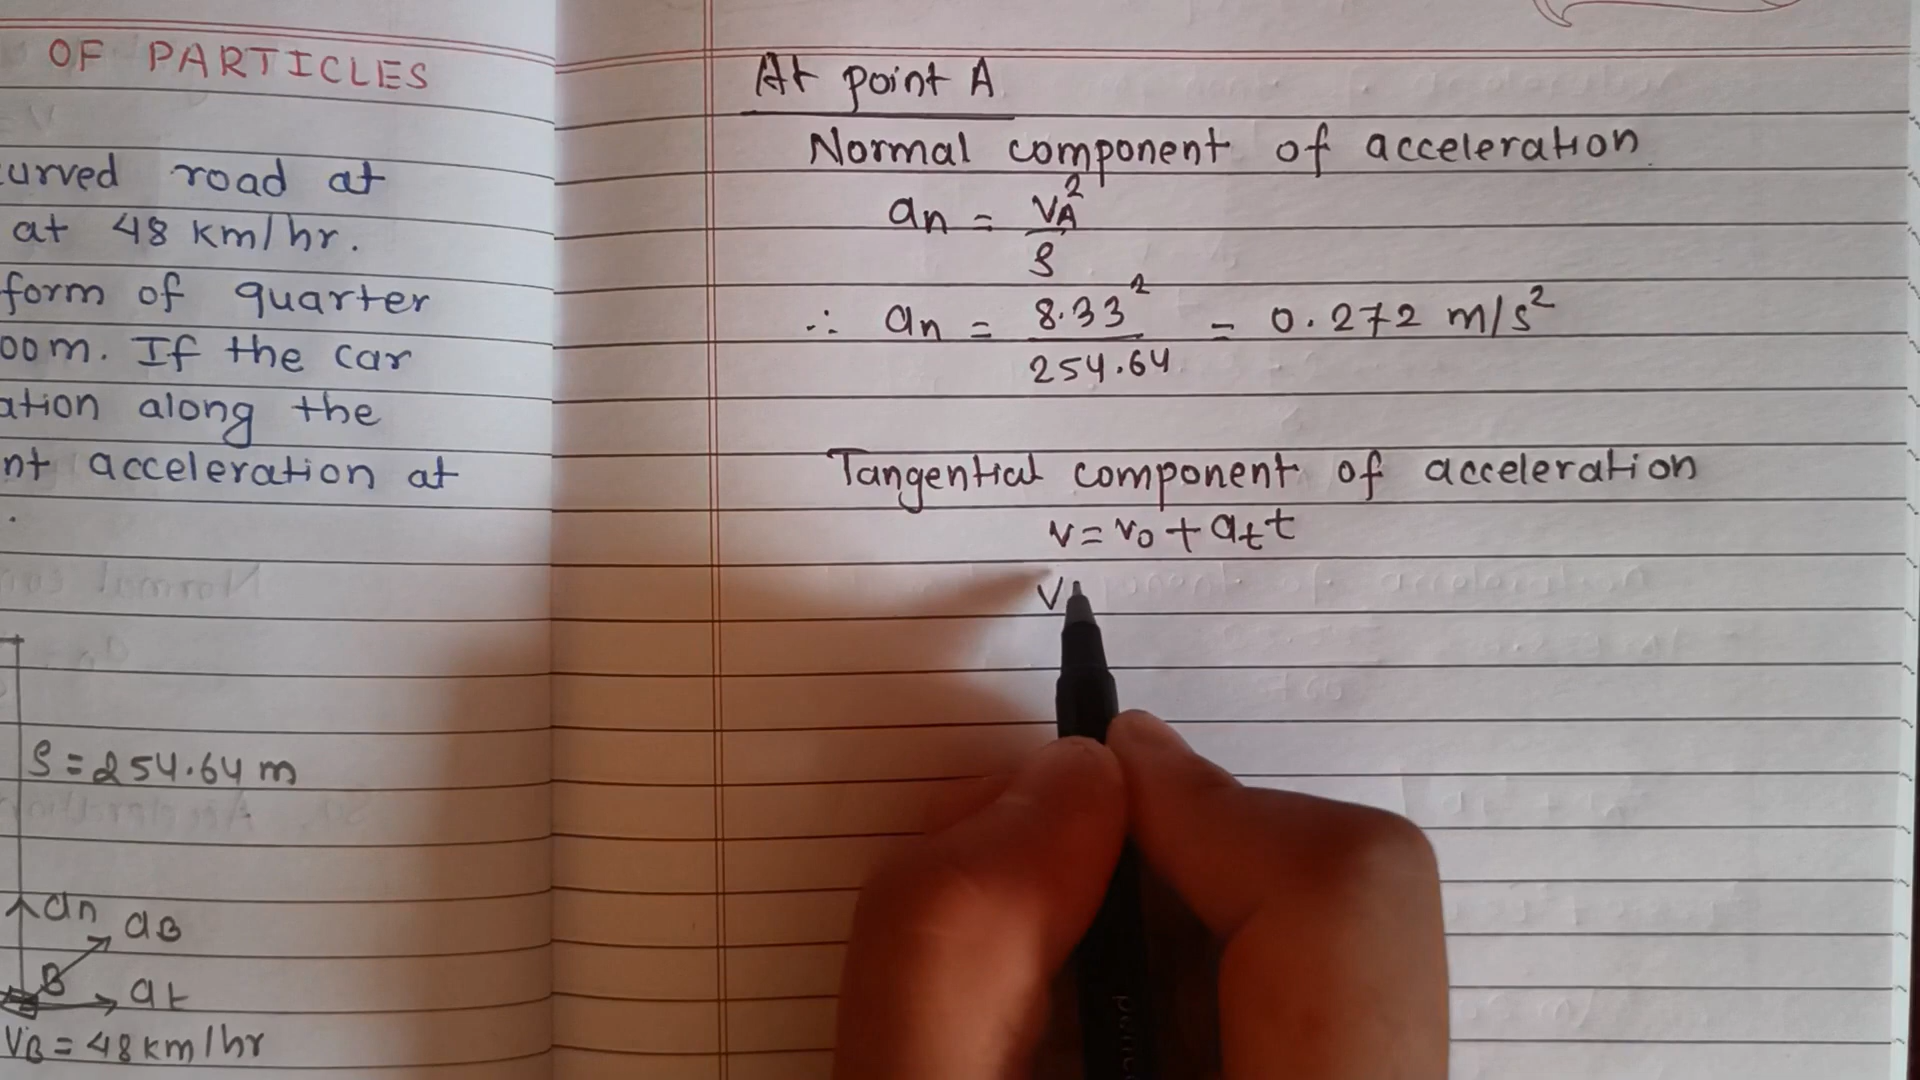 OF PARTICLES
urved road at
at 48 km/hr.
form of quarter
00m. If the car
ation along the
nt acceleration at
.
ρ = 254.64 m
an
aB
B
at
VB = 48 km/hr
At point A
Normal component of acceleration
an = VA²/ρ
∴ an = 8.33²/254.64 = 0.272 m/s²
Tangential component of acceleration
v = v₀ + at t
V